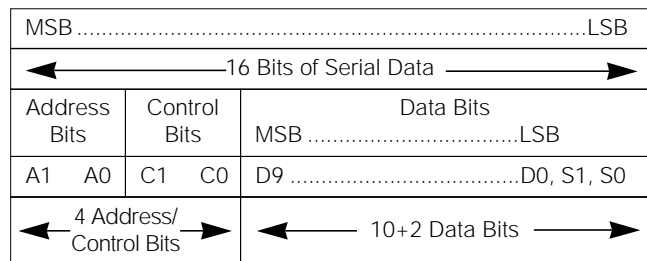 MSB......................................................................................LSB
16 Bits of Serial Data
Address Bits
Control Bits
Data Bits
MSB ....................................LSB
A1 A0 C1 C0 D9 ............................................D0, S1, S0
4 Address/
Control Bits
10+2 Data Bits